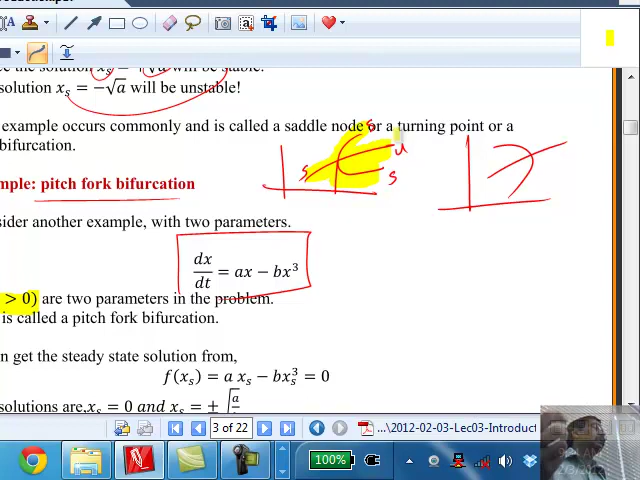 solution xₛ = −√a will be unstable!
example occurs commonly and is called a saddle node or a turning point or a
bifurcation.
s
u
s
s
mple: pitch fork bifurcation
sider another example, with two parameters.
dx/dt = ax − bx³
> 0) are two parameters in the problem.
is called a pitch fork bifurcation.
n get the steady state solution from,
f(xₛ) = a xₛ − bxₛ³ = 0
solutions are, xₛ = 0 and xₛ = ± √a
3 of 22
2012-02-03-Lec03-Introduct
100%